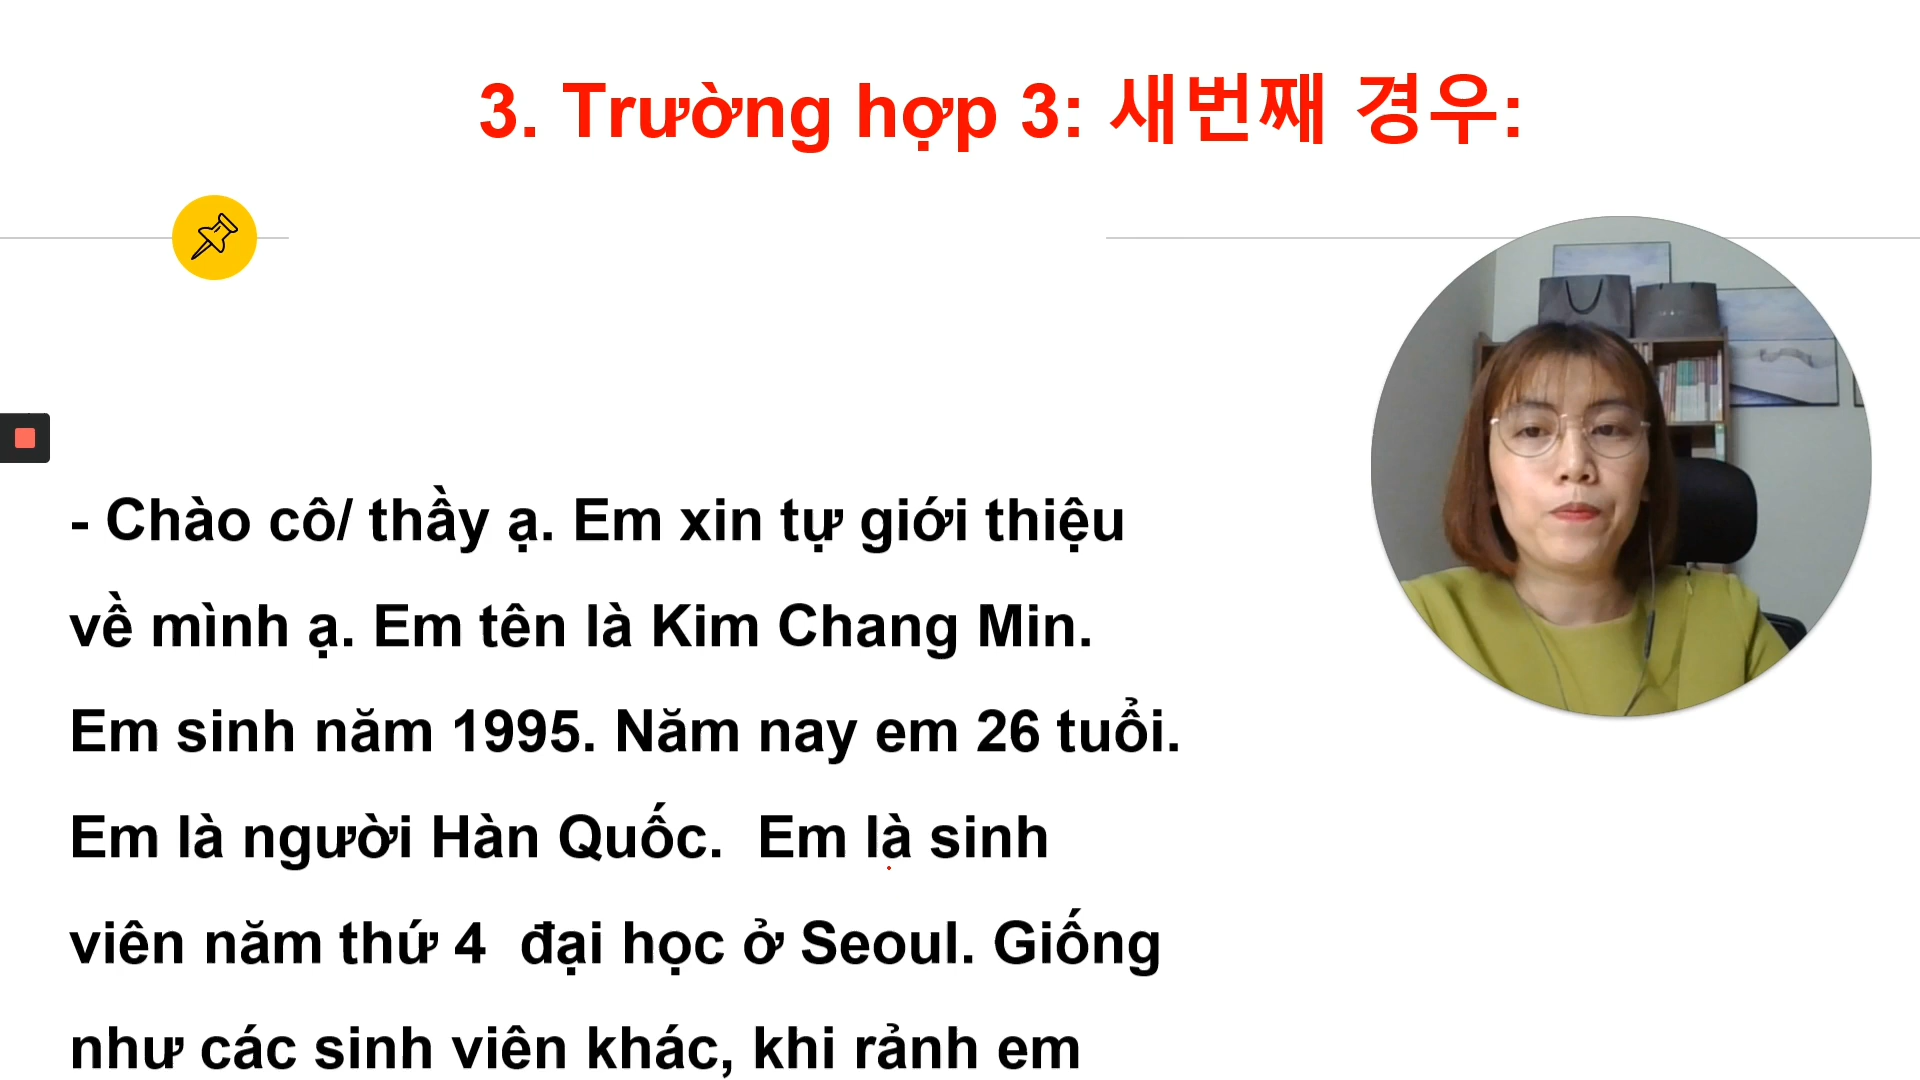 3. Trường hợp 3: 새번째 경우:
- Chào cô/ thầy ạ. Em xin tự giới thiệu
về mình ạ. Em tên là Kim Chang Min.
Em sinh năm 1995. Năm nay em 26 tuổi.
Em là người Hàn Quốc.  Em là sinh
viên năm thứ 4  đại học ở Seoul. Giống
như các sinh viên khác, khi rảnh em